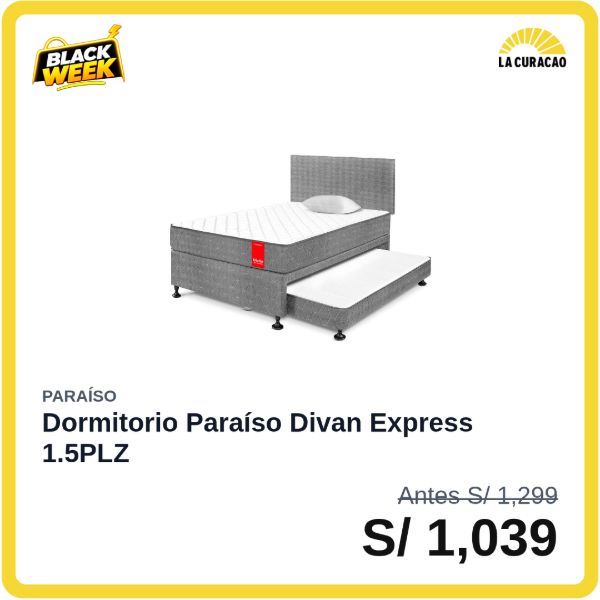 BLACK
WEEK
LA CURACAO
PARAÍSO
Dormitorio Paraíso Divan Express
1.5PLZ
Antes S/ 1,299
S/ 1,039